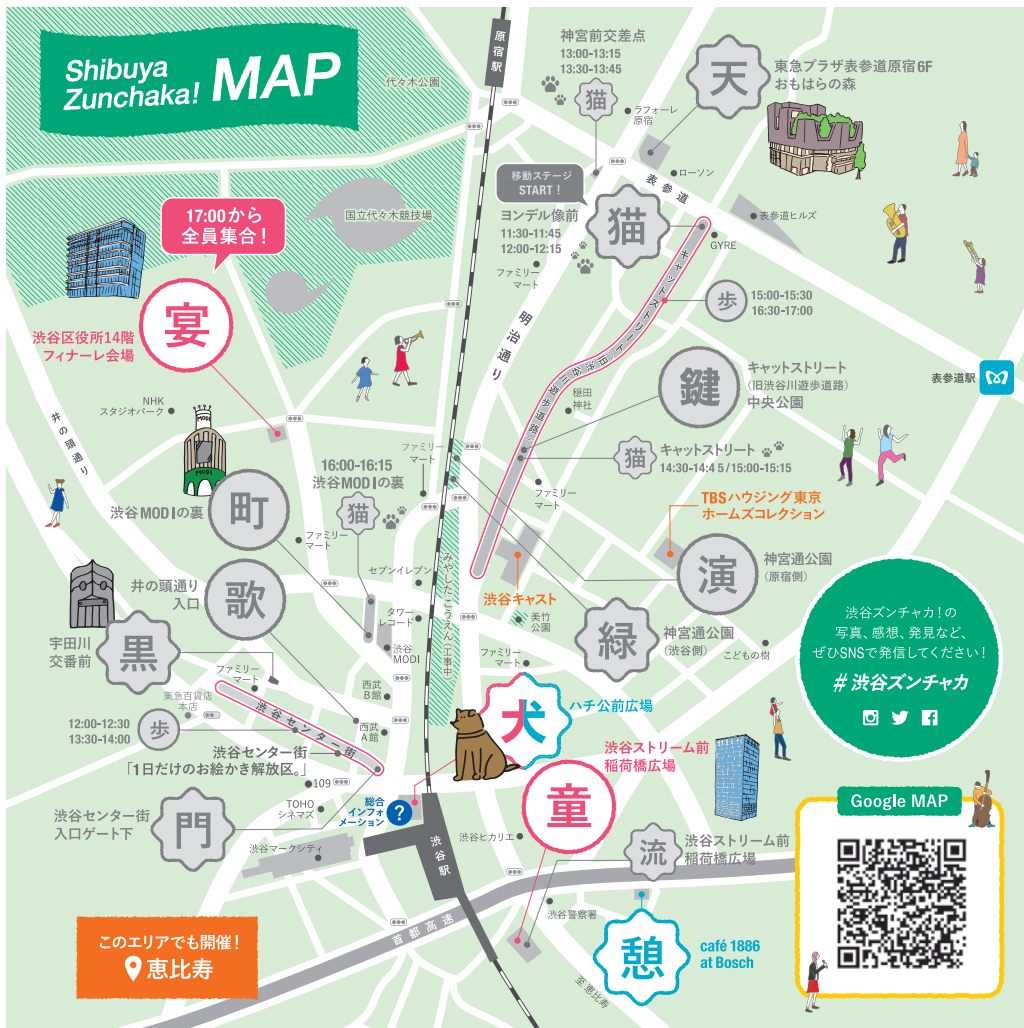 Shibuya
Zunchaka! MAP
代々木公園
原宿駅
神宮前交差点
13:00-13:15
13:30-13:45
猫
ラフォーレ
原宿
天
東急プラザ表参道原宿6F
おもはらの森
ローソン
表参道
表参道ヒルズ
移動ステージ
START！
ヨンデル像前
11:30-11:45
12:00-12:15
猫
GYRE
ファミリー
マート
17:00から
全員集合！
国立代々木競技場
宴
渋谷区役所14階
フィナーレ会場
明治通り
キャットストリート（旧渋谷川遊歩道路）
歩
15:00-15:30
16:30-17:00
鍵
キャットストリート
（旧渋谷川遊歩道路）
中央公園
表参道駅
穏田
神社
NHK
スタジオパーク
井の頭通り
MODI
MODI
ファミリー
マート
猫
キャットストリート
14:30-14:4 5 / 15:00-15:15
ファミリー
マート
16:00-16:15
渋谷MODIの裏
猫
町
渋谷MODIの裏
TBSハウジング東京
ホームズコレクション
ファミリー
マート
みやしたこうえん（工事中）
演
神宮通公園
（原宿側）
セブンイレブン
歌
井の頭通り
入口
渋谷キャスト
美竹
公園
タワー
レコード
緑
神宮通公園
（渋谷側）
こどもの樹
渋谷ズンチャカ！の
写真、感想、発見など、
ぜひSNSで発信してください！
#渋谷ズンチャカ
黒
宇田川
交番前
渋谷
MODI
ファミリー
マート
ファミリー
マート
西武
B館
東急百貨店
本店
犬
ハチ公前広場
歩
12:00-12:30
13:30-14:00
渋谷センター街
西武
A館
渋谷センター街
「1日だけのお絵かき解放区。」
渋谷ストリーム前
稲荷橋広場
童
109
TOHO
シネマズ
総合
インフォ
メーション
?
門
渋谷センター街
入口ゲート下
渋谷マークシティ
渋谷駅
渋谷ヒカリエ
流
渋谷ストリーム前
稲荷橋広場
Google MAP
首都高速
渋谷警察署
憩
café 1886
at Bosch
至 恵比寿
このエリアでも開催！
恵比寿